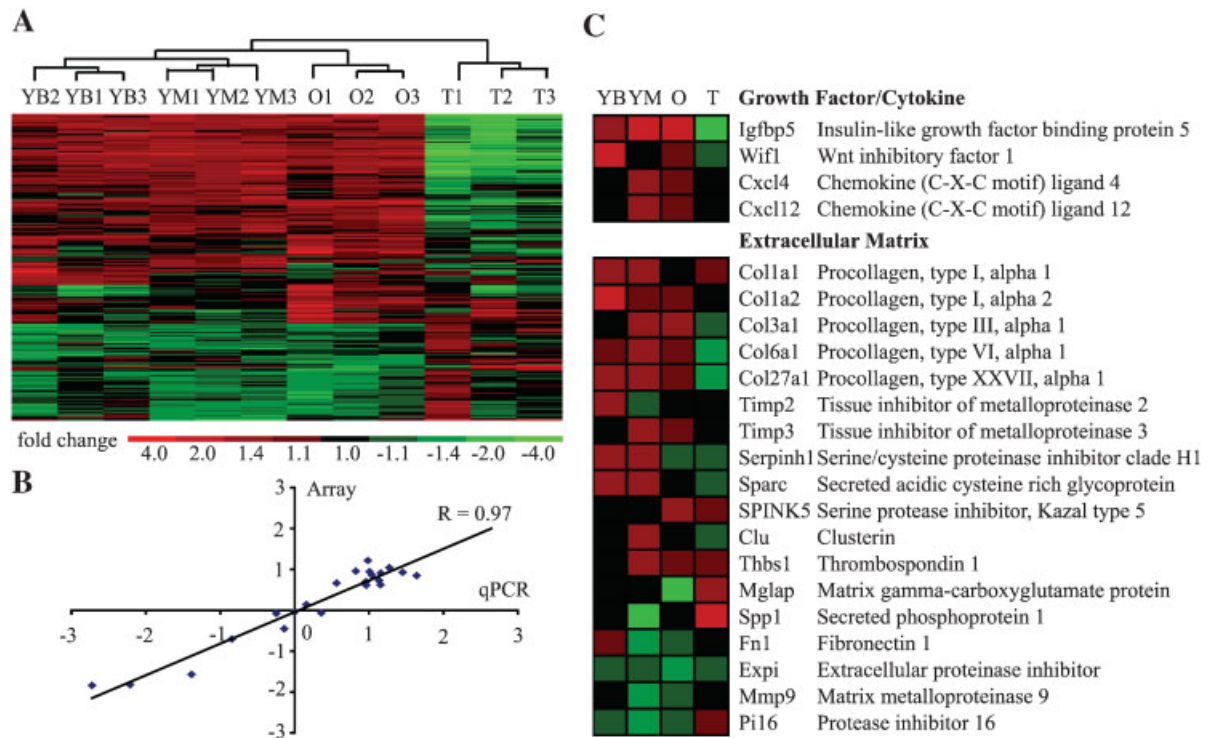 A
YB2 YB1 YB3 YM1 YM2 YM3 O1 O2 O3 T1 T2 T3
fold change
4.0 2.0 1.4 1.1 1.0 -1.1 -1.4 -2.0 -4.0
B
Array
R = 0.97
qPCR
3
2
1
0
-3 -2 -1 0 1 2 3
-1
-2
-3
C
YB YM O T Growth Factor/Cytokine
Igfbp5 Insulin-like growth factor binding protein 5
Wif1 Wnt inhibitory factor 1
Cxcl4 Chemokine (C-X-C motif) ligand 4
Cxcl12 Chemokine (C-X-C motif) ligand 12
Extracellular Matrix
Col1a1 Procollagen, type I, alpha 1
Col1a2 Procollagen, type I, alpha 2
Col3a1 Procollagen, type III, alpha 1
Col6a1 Procollagen, type VI, alpha 1
Col27a1 Procollagen, type XXVII, alpha 1
Timp2 Tissue inhibitor of metalloproteinase 2
Timp3 Tissue inhibitor of metalloproteinase 3
Serpinh1 Serine/cysteine proteinase inhibitor clade H1
Sparc Secreted acidic cysteine rich glycoprotein
SPINK5 Serine protease inhibitor, Kazal type 5
Clu Clusterin
Thbs1 Thrombospondin 1
Mglap Matrix gamma-carboxyglutamate protein
Spp1 Secreted phosphoprotein 1
Fn1 Fibronectin 1
Expi Extracellular proteinase inhibitor
Mmp9 Matrix metalloproteinase 9
Pi16 Protease inhibitor 16